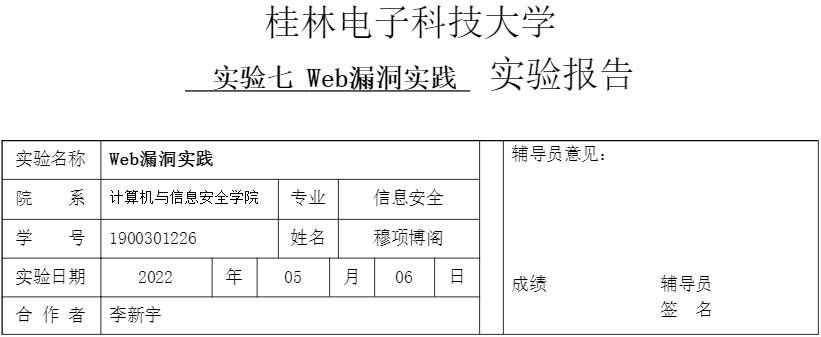 桂林电子科技大学
实验七 Web漏洞实践 实验报告
实验名称 Web漏洞实践
院 系 计算机与信息安全学院 专业 信息安全
学 号 1900301226 姓名 穆项博阁
实验日期 2022 年 05 月 06 日
合 作 者 李新宇
辅导员意见：
成绩 辅导员
签 名